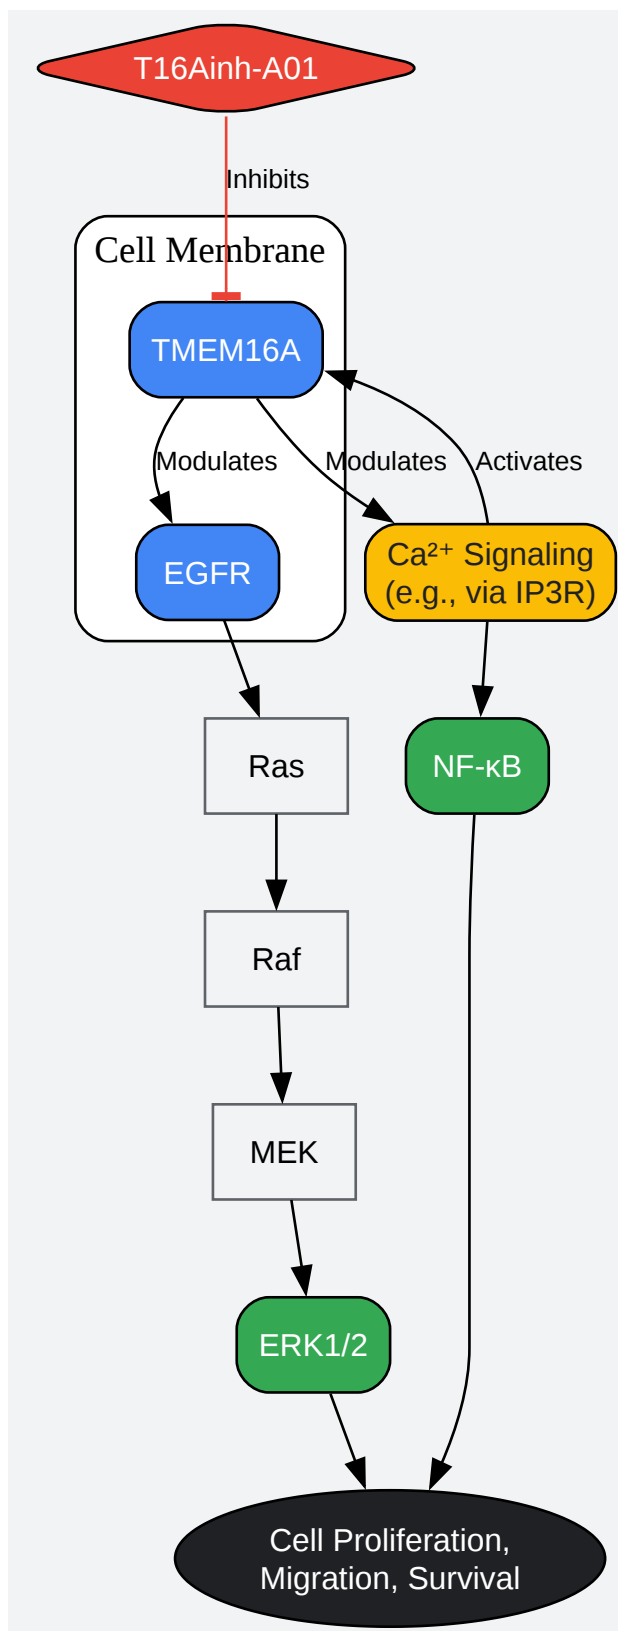 T16Ainh-A01
Inhibits
Cell Membrane
TMEM16A
Modulates
Modulates
Activates
EGFR
Ca²⁺ Signaling
(e.g., via IP3R)
Ras
NF-κB
Raf
MEK
ERK1/2
Cell Proliferation,
Migration, Survival